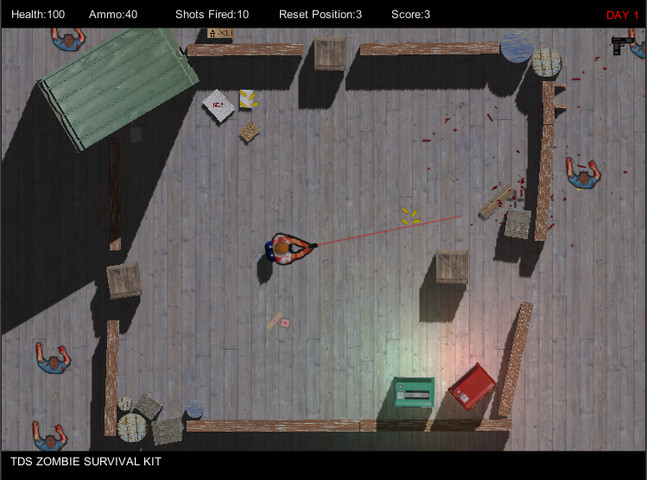 Health:100 Ammo:40 Shots Fired:10 Reset Position:3 Score:3 DAY 1
TDS ZOMBIE SURVIVAL KIT